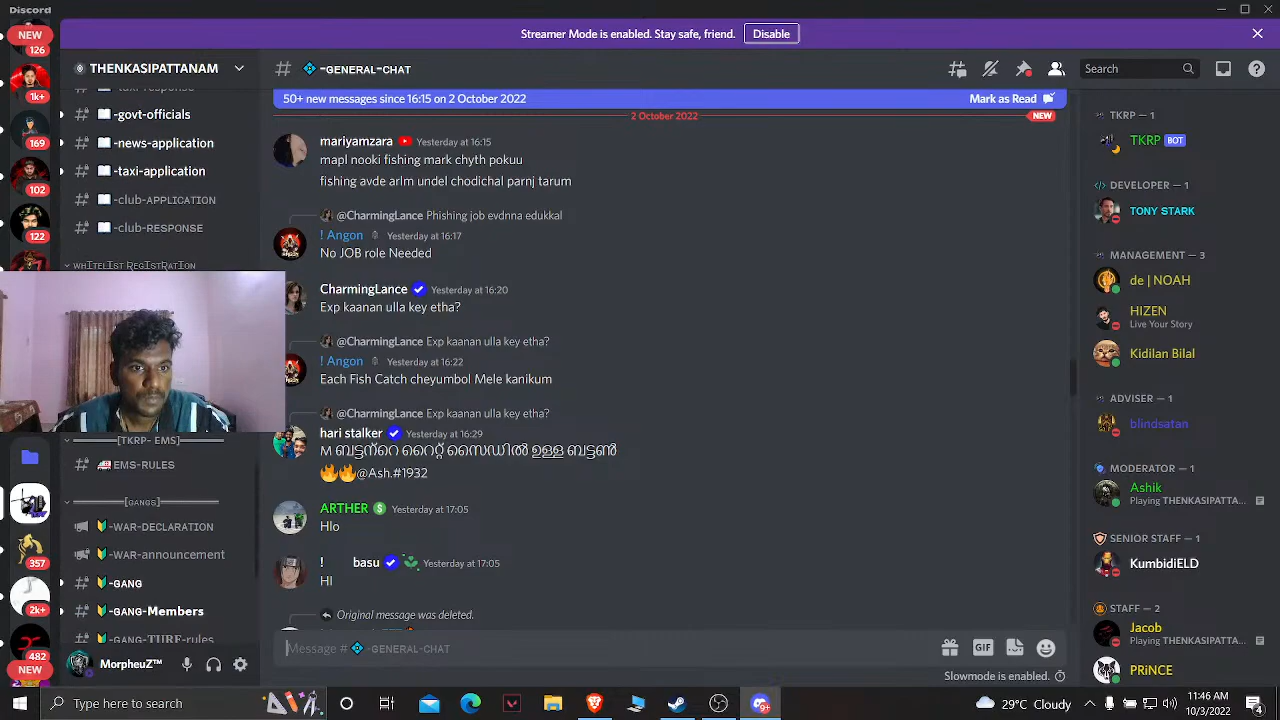 Discord
Streamer Mode is enabled. Stay safe, friend.
Disable
NEW
126
1k+
169
102
122
357
2k+
482
NEW
THENKASIPATTANAM
-govt-officials
-news-application
-taxi-application
-club-APPLICATION
-club-RESPONSE
WHITELIST REGISTRATION
[TKRP- EMS]
EMS-RULES
[GANGS]
-WAR-DECLARATION
-WAR-announcement
-GANG
-GANG-Members
-GANG-TURF-rules
MorpheuZ™
-GENERAL-CHAT
Search
50+ new messages since 16:15 on 2 October 2022
Mark as Read
2 October 2022
NEW
mariyamzara Yesterday at 16:15
mapl nooki fishing mark chyth pokuu
fishing avde arlm undel chodichal parnj tarum
@CharmingLance Phishing job evdnna edukkal
! Angon Yesterday at 16:17
No JOB role Needed
CharmingLance Yesterday at 16:20
Exp kaanan ulla key etha?
@CharmingLance Exp kaanan ulla key etha?
! Angon Yesterday at 16:22
Each Fish Catch cheyumbol Mele kanikum
@CharmingLance Exp kaanan ulla key etha?
hari stalker Yesterday at 16:29
@Ash.#1932
ARTHER Yesterday at 17:05
Hlo
! basu Yesterday at 17:05
HI
Original message was deleted.
Message # -GENERAL-CHAT
GIF
Slowmode is enabled.
TKRP — 1
TKRP BOT
DEVELOPER — 1
TONY STARK
MANAGEMENT — 3
de | NOAH
HIZEN
Live Your Story
Kidilan Bilal
ADVISER — 1
blindsatan
MODERATOR — 1
Ashik
Playing THENKASIPATTA...
SENIOR STAFF — 1
KumbidiELD
STAFF — 2
Jacob
Playing THENKASIPATTA...
PRiNCE
Type here to search
9+
29°C Cloudy
11:46 AM
10/3/2022